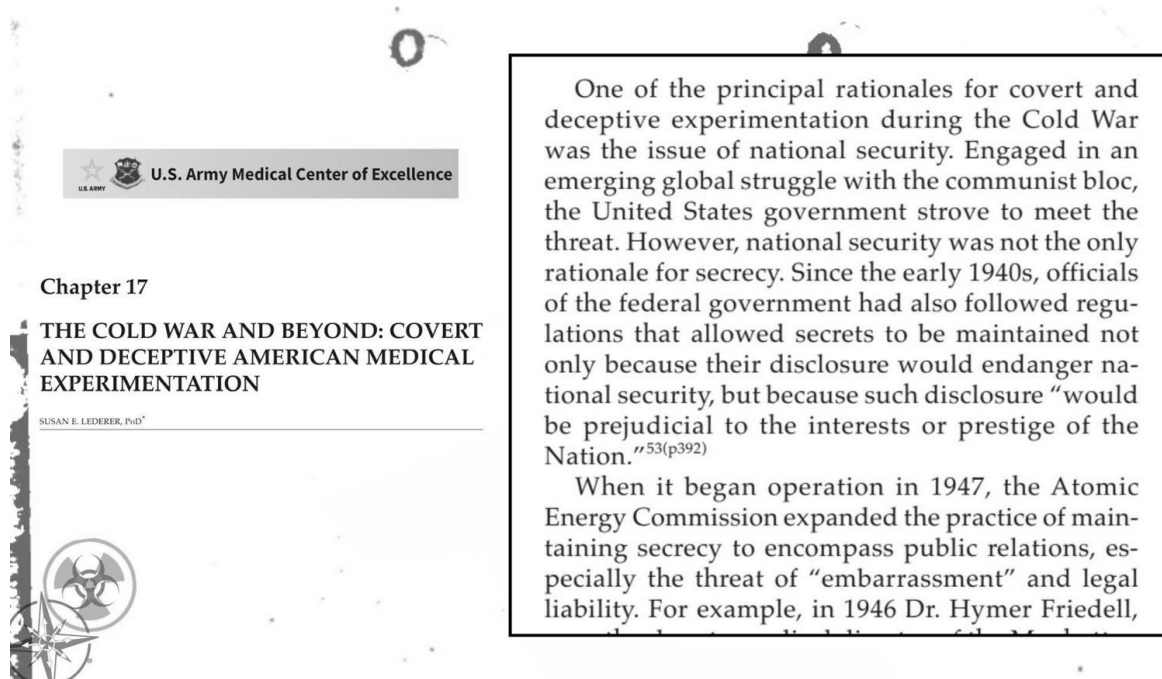 U.S. ARMY
U.S. Army Medical Center of Excellence
Chapter 17
THE COLD WAR AND BEYOND: COVERT
AND DECEPTIVE AMERICAN MEDICAL
EXPERIMENTATION
SUSAN E. LEDERER, PhD*
One of the principal rationales for covert and
deceptive experimentation during the Cold War
was the issue of national security. Engaged in an
emerging global struggle with the communist bloc,
the United States government strove to meet the
threat. However, national security was not the only
rationale for secrecy. Since the early 1940s, officials
of the federal government had also followed regu-
lations that allowed secrets to be maintained not
only because their disclosure would endanger na-
tional security, but because such disclosure “would
be prejudicial to the interests or prestige of the
Nation.”53(p392)
When it began operation in 1947, the Atomic
Energy Commission expanded the practice of main-
taining secrecy to encompass public relations, es-
pecially the threat of “embarrassment” and legal
liability. For example, in 1946 Dr. Hymer Friedell,